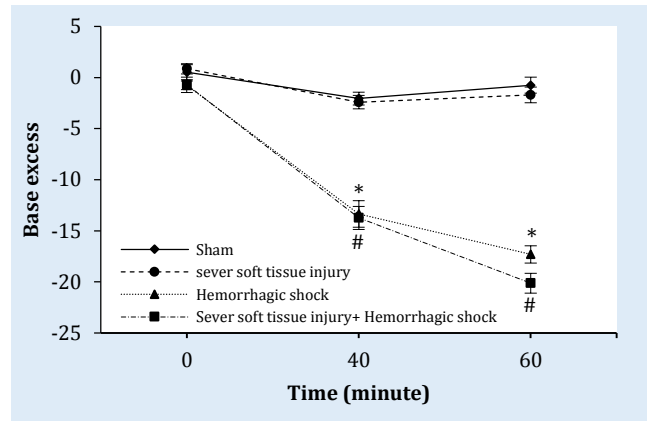 5
0
-5
-10
-15
-20
-25
Base excess
*
#
*
#
Sham
sever soft tissue injury
Hemorrhagic shock
Sever soft tissue injury+ Hemorrhagic shock
0 40 60
Time (minute)